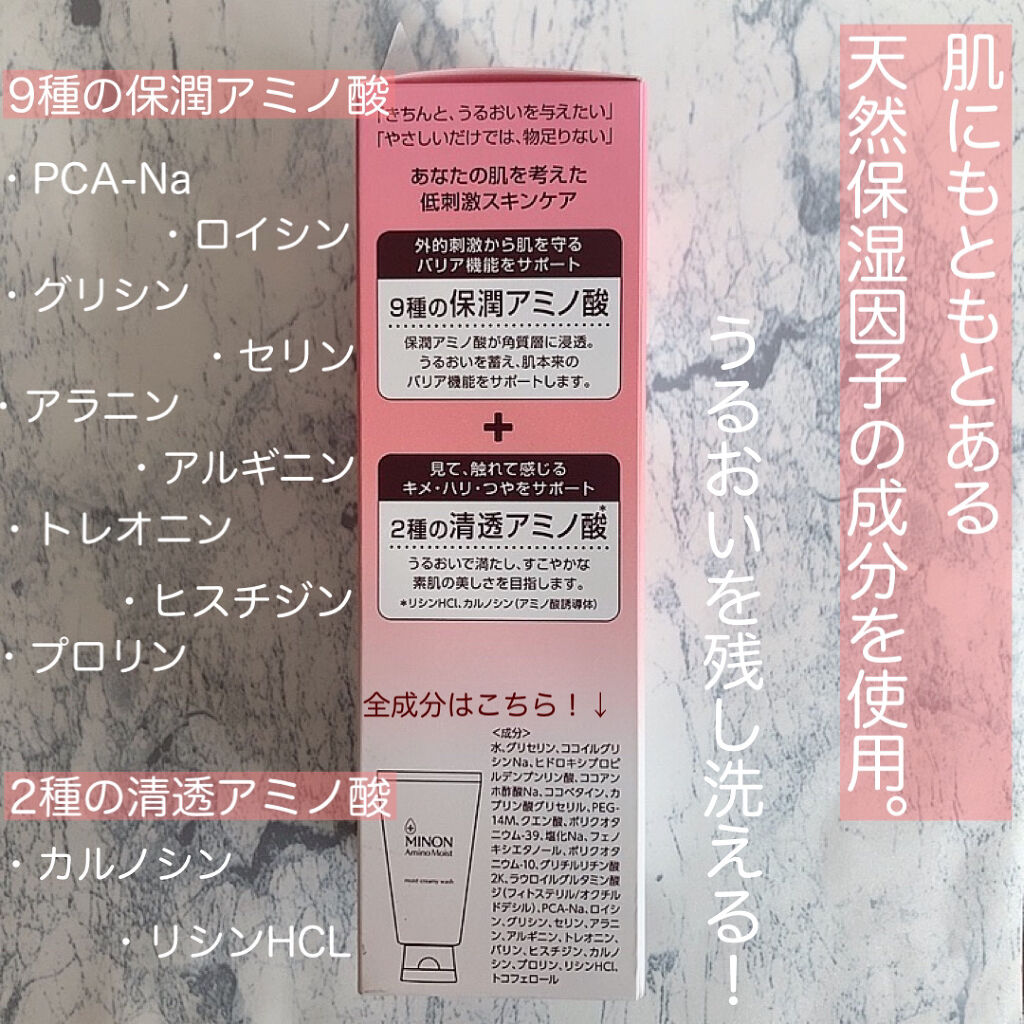 肌にもともとある
天然保湿因子の成分を使用。
うるおいを残し洗える！
9種の保潤アミノ酸
・PCA-Na
・ロイシン
・グリシン
・セリン
・アラニン
・アルギニン
・トレオニン
・ヒスチジン
・プロリン
2種の清透アミノ酸
・カルノシン
・リシンHCL
「きちんと、うるおいを与えたい」
「やさしいだけでは、物足りない」
あなたの肌を考えた
低刺激スキンケア
外的刺激から肌を守る
バリア機能をサポート
9種の保潤アミノ酸
保潤アミノ酸が角質層に浸透。
うるおいを蓄え、肌本来の
バリア機能をサポートします。
+
見て、触れて感じる
キメ・ハリ・つやをサポート
2種の清透アミノ酸*
うるおいで満たし、すこやかな
素肌の美しさを目指します。
*リシンHCl、カルノシン（アミノ酸誘導体）
全成分はこちら！↓
MINON
AminoMoist
moist creamy wash
<成分>
水、グリセリン、ココイルグリ
シンNa、ヒドロキシプロピ
ルデンプンリン酸、ココアン
ホ酢酸Na、ココベタイン、カ
プリン酸グリセリル、PEG-
14M、クエン酸、ポリクオタ
ニウム-39、塩化Na、フェノ
キシエタノール、ポリクオタ
ニウム-10、グリチルリチン酸
2K、ラウロイルグルタミン酸
ジ(フィトステリル/オクチル
ドデシル)、PCA-Na、ロイシ
ン、グリシン、セリン、アラニ
ン、アルギニン、トレオニン、
バリン、ヒスチジン、カルノ
シン、プロリン、リシンHCl、
トコフェロール